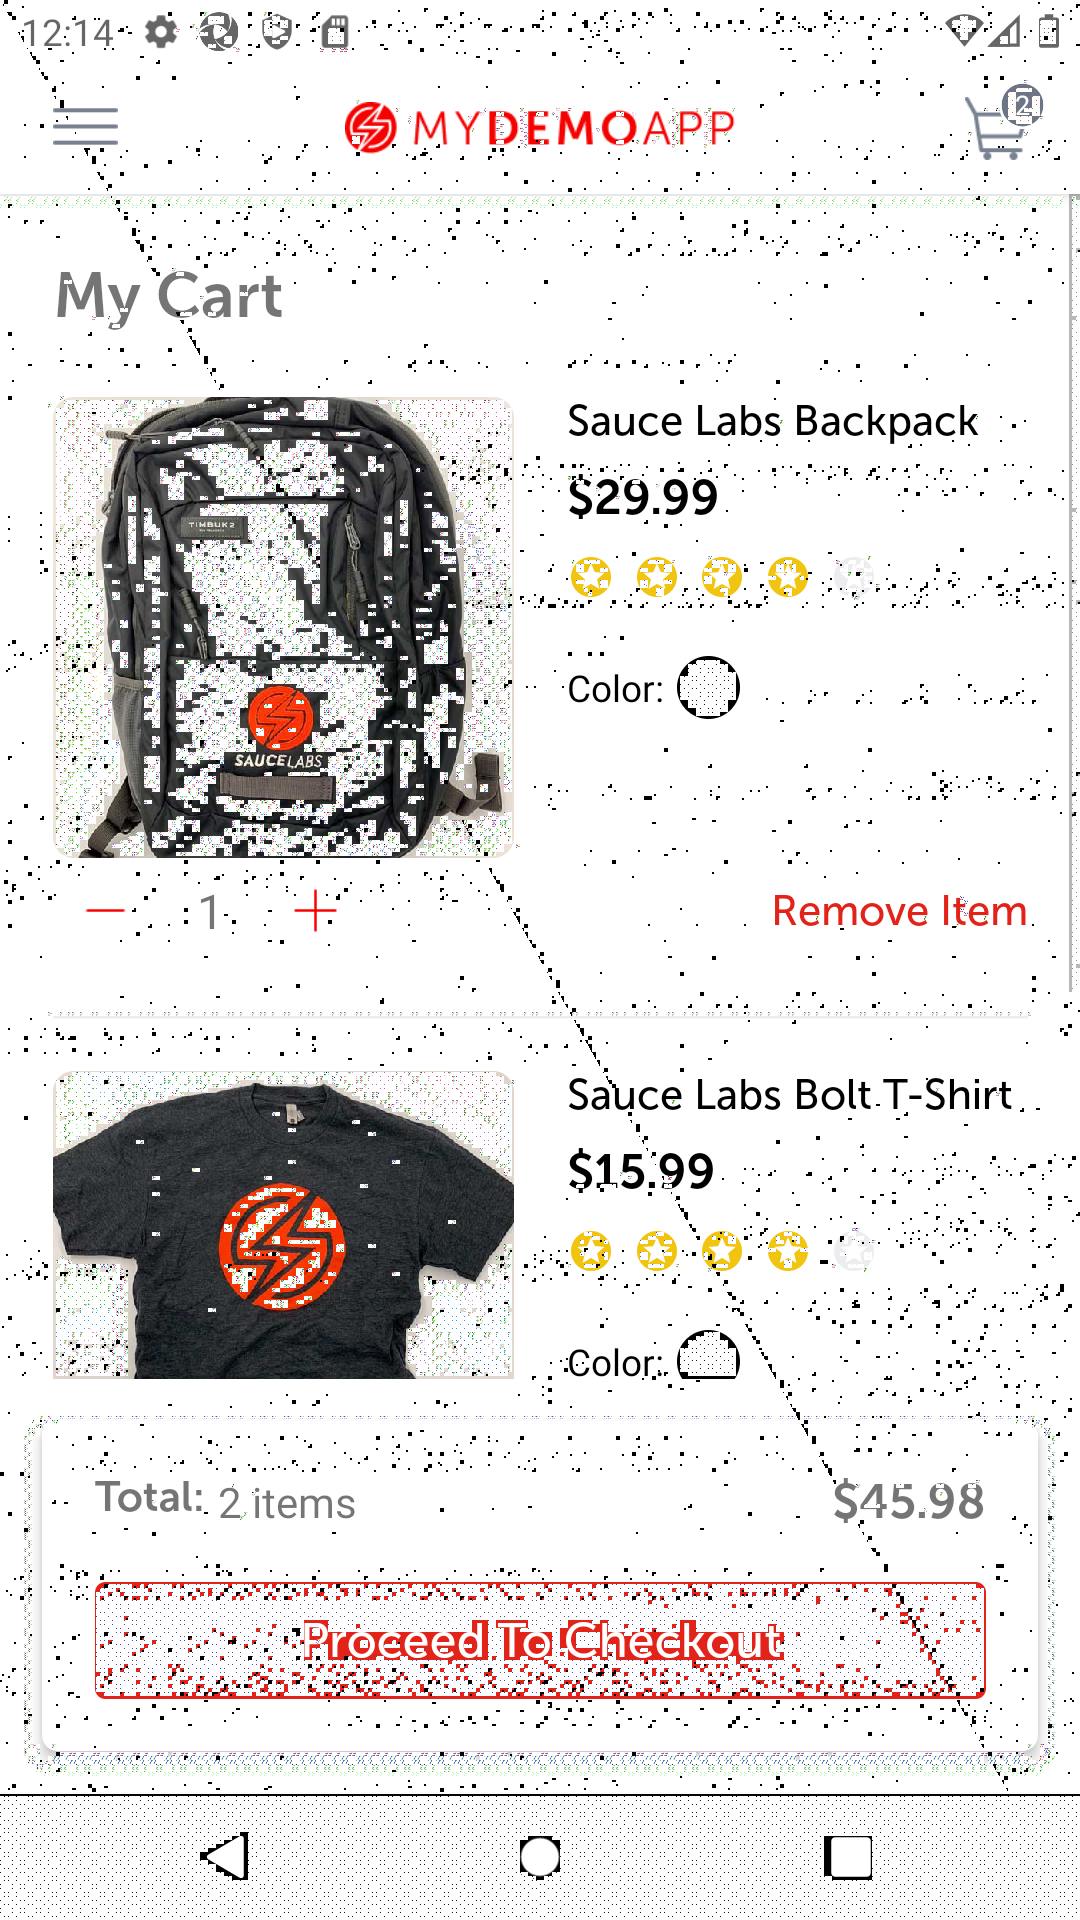 12:14
MYDEMOAPP
2
My Cart
Sauce Labs Backpack
$29.99
TIMBUK2
SAUCELABS
Color:
1
Remove Item
Sauce Labs Bolt T-Shirt
$15.99
Color:
Total: 2 items
$45.98
Proceed To Checkout